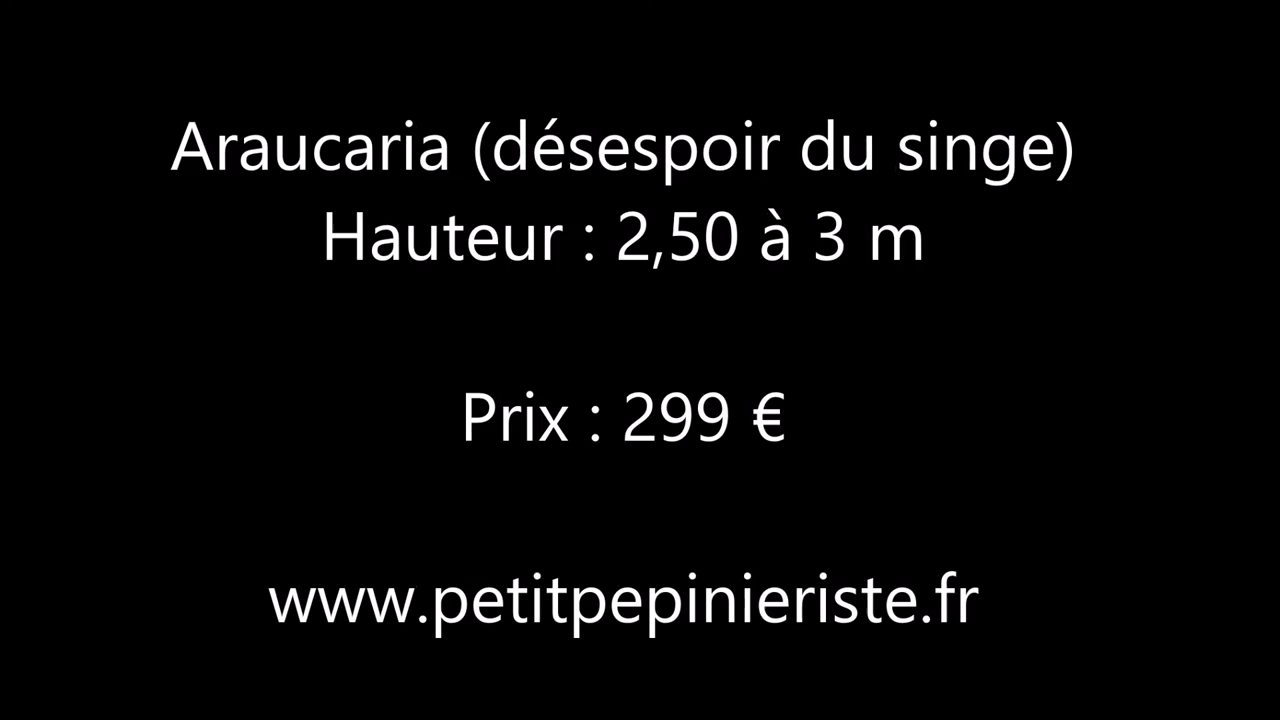 Araucaria (désespoir du singe)
Hauteur : 2,50 à 3 m
Prix : 299 €
www.petitpepinieriste.fr